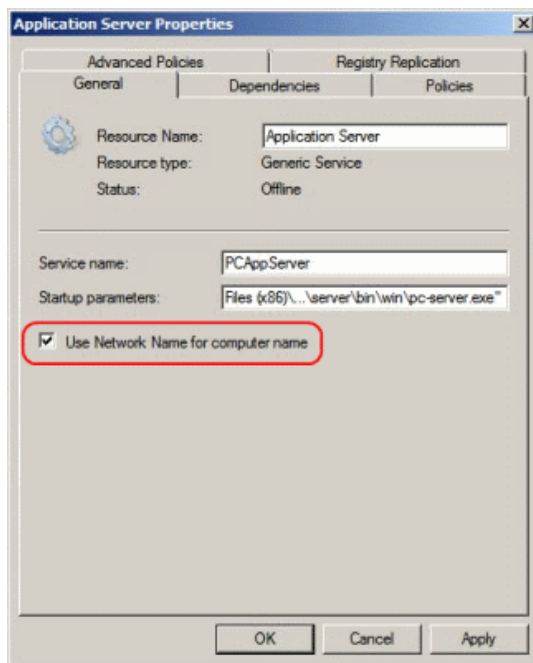 Application Server Properties
Advanced Policies
Registry Replication
General
Dependencies
Policies
Resource Name: Application Server
Resource type: Generic Service
Status: Offline
Service name: PCAppServer
Startup parameters: Files (x86)\...\server\bin\win\pc-server.exe"
Use Network Name for computer name
OK
Cancel
Apply